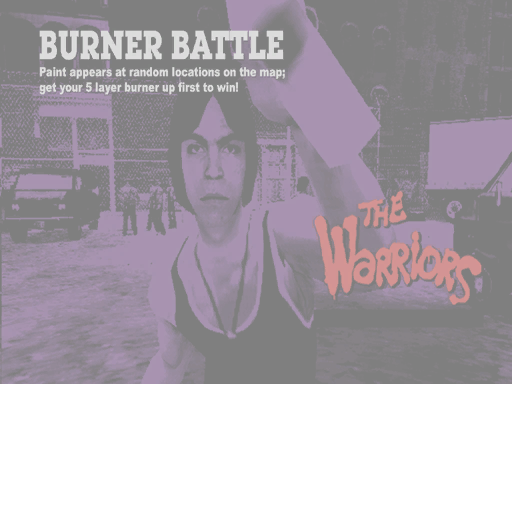 BURNER BATTLE
Paint appears at random locations on the map;
get your 5 layer burner up first to win!
THE
WARRIORS